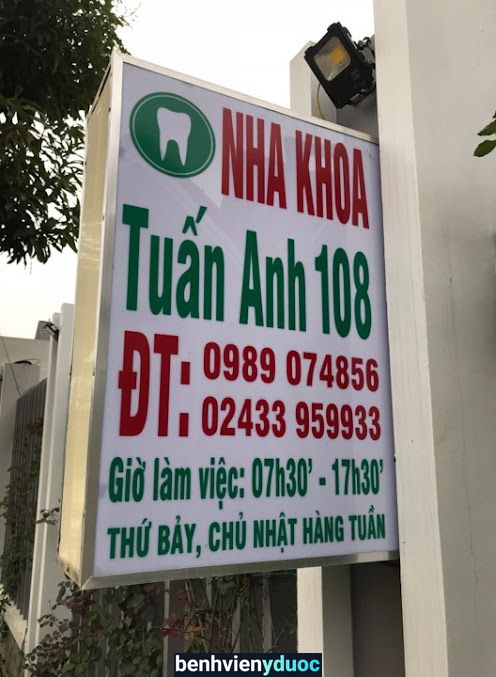 NHA KHOA
Tuấn Anh 108
ĐT: 0989 074856
02433 959933
Giờ làm việc: 07h30' - 17h30'
THỨ BẢY, CHỦ NHẬT HÀNG TUẦN
benhvienyduoc